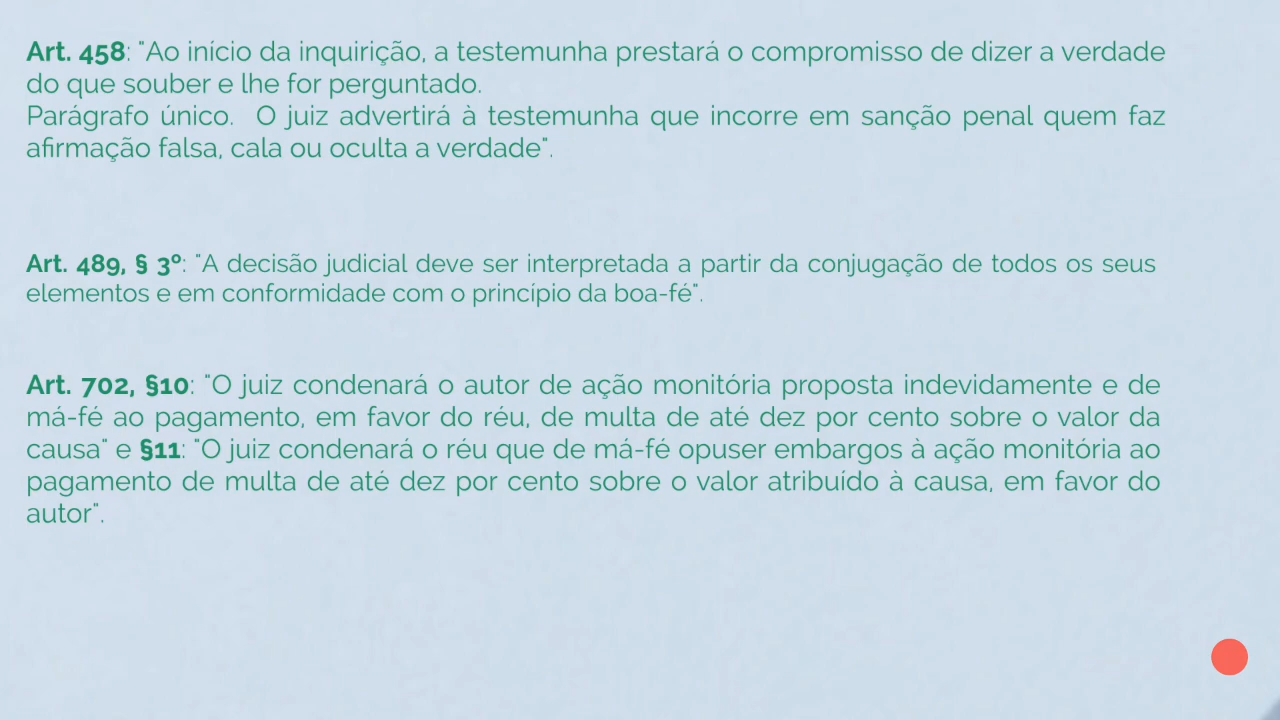 Art. 458: "Ao início da inquirição, a testemunha prestará o compromisso de dizer a verdade
do que souber e lhe for perguntado.
Parágrafo único. O juiz advertirá à testemunha que incorre em sanção penal quem faz
afirmação falsa, cala ou oculta a verdade".
Art. 489, § 3º: "A decisão judicial deve ser interpretada a partir da conjugação de todos os seus
elementos e em conformidade com o princípio da boa-fé".
Art. 702, §10: "O juiz condenará o autor de ação monitória proposta indevidamente e de
má-fé ao pagamento, em favor do réu, de multa de até dez por cento sobre o valor da
causa" e §11: "O juiz condenará o réu que de má-fé opuser embargos à ação monitória ao
pagamento de multa de até dez por cento sobre o valor atribuído à causa, em favor do
autor".